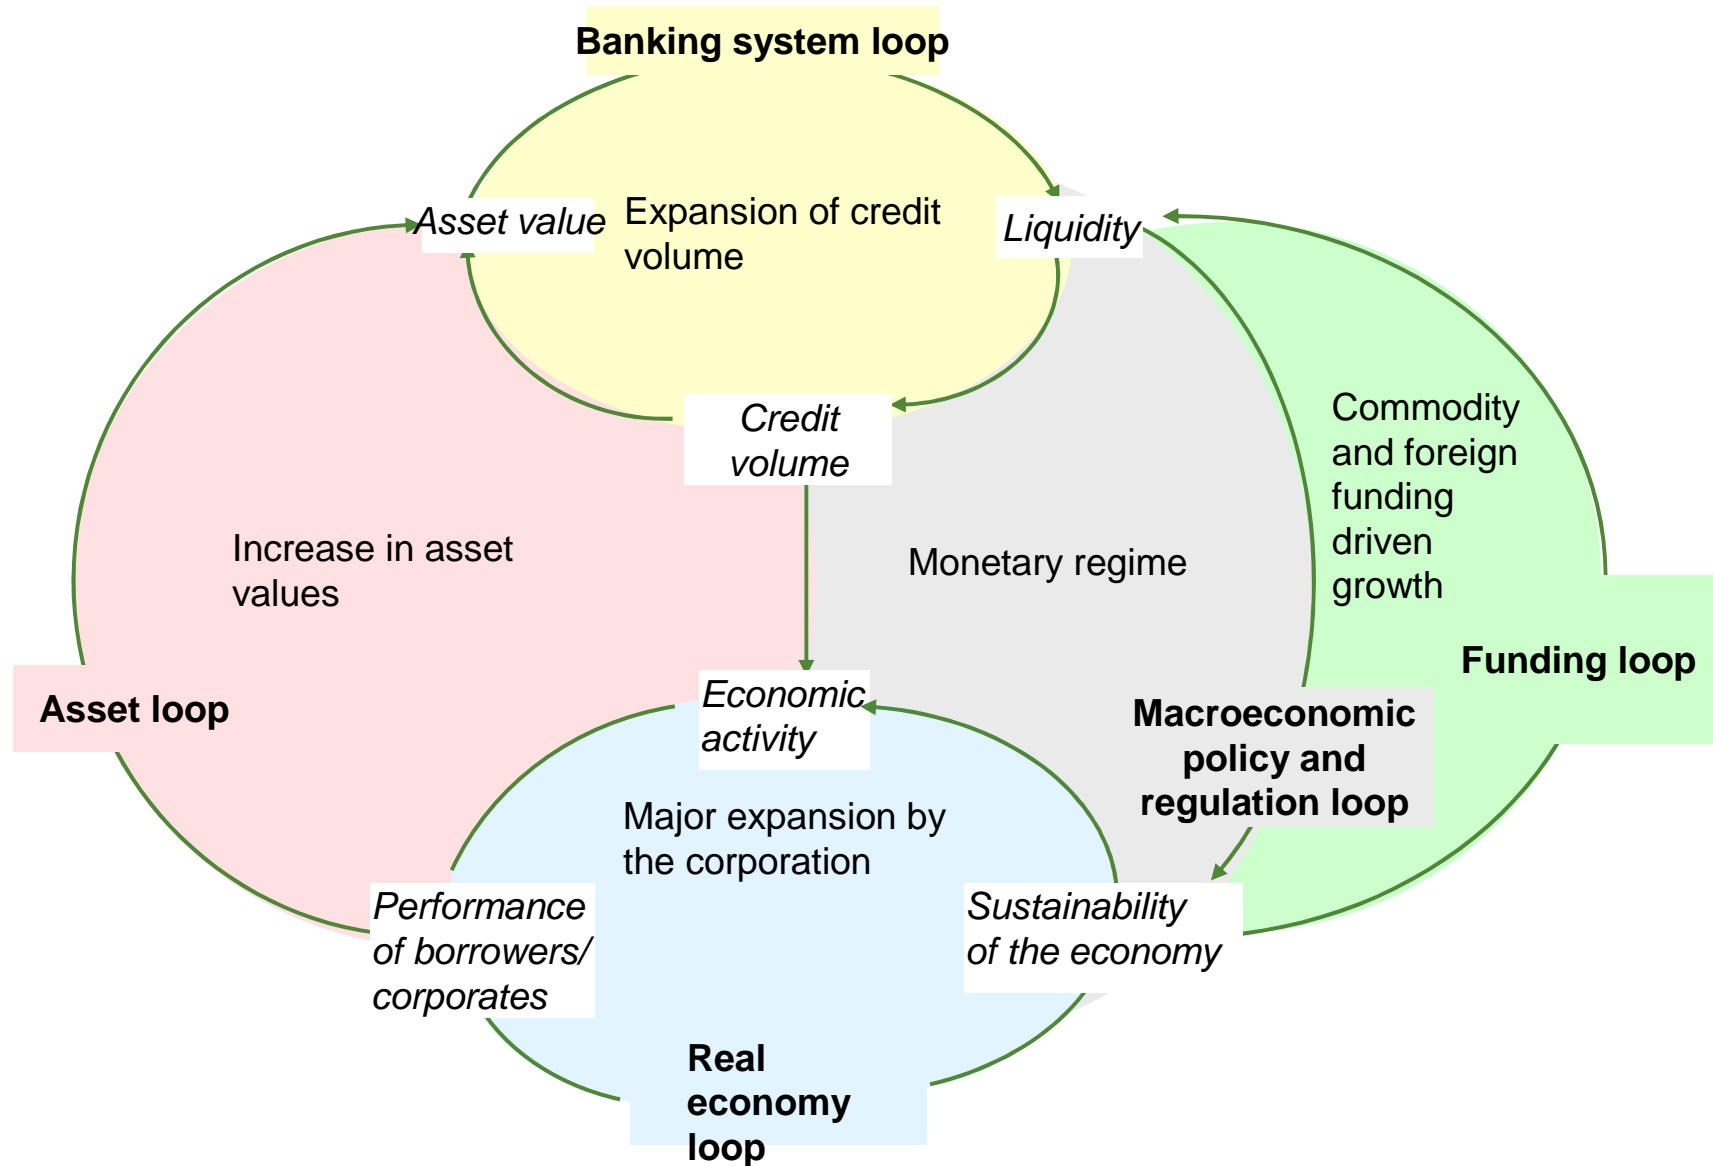 Banking system loop
Asset value
Expansion of credit
volume
Liquidity
Credit
volume
Commodity
and foreign
funding
driven
growth
Increase in asset
values
Monetary regime
Funding loop
Asset loop
Economic
activity
Macroeconomic
policy and
regulation loop
Major expansion by
the corporation
Performance
of borrowers/
corporates
Sustainability
of the economy
Real
economy
loop